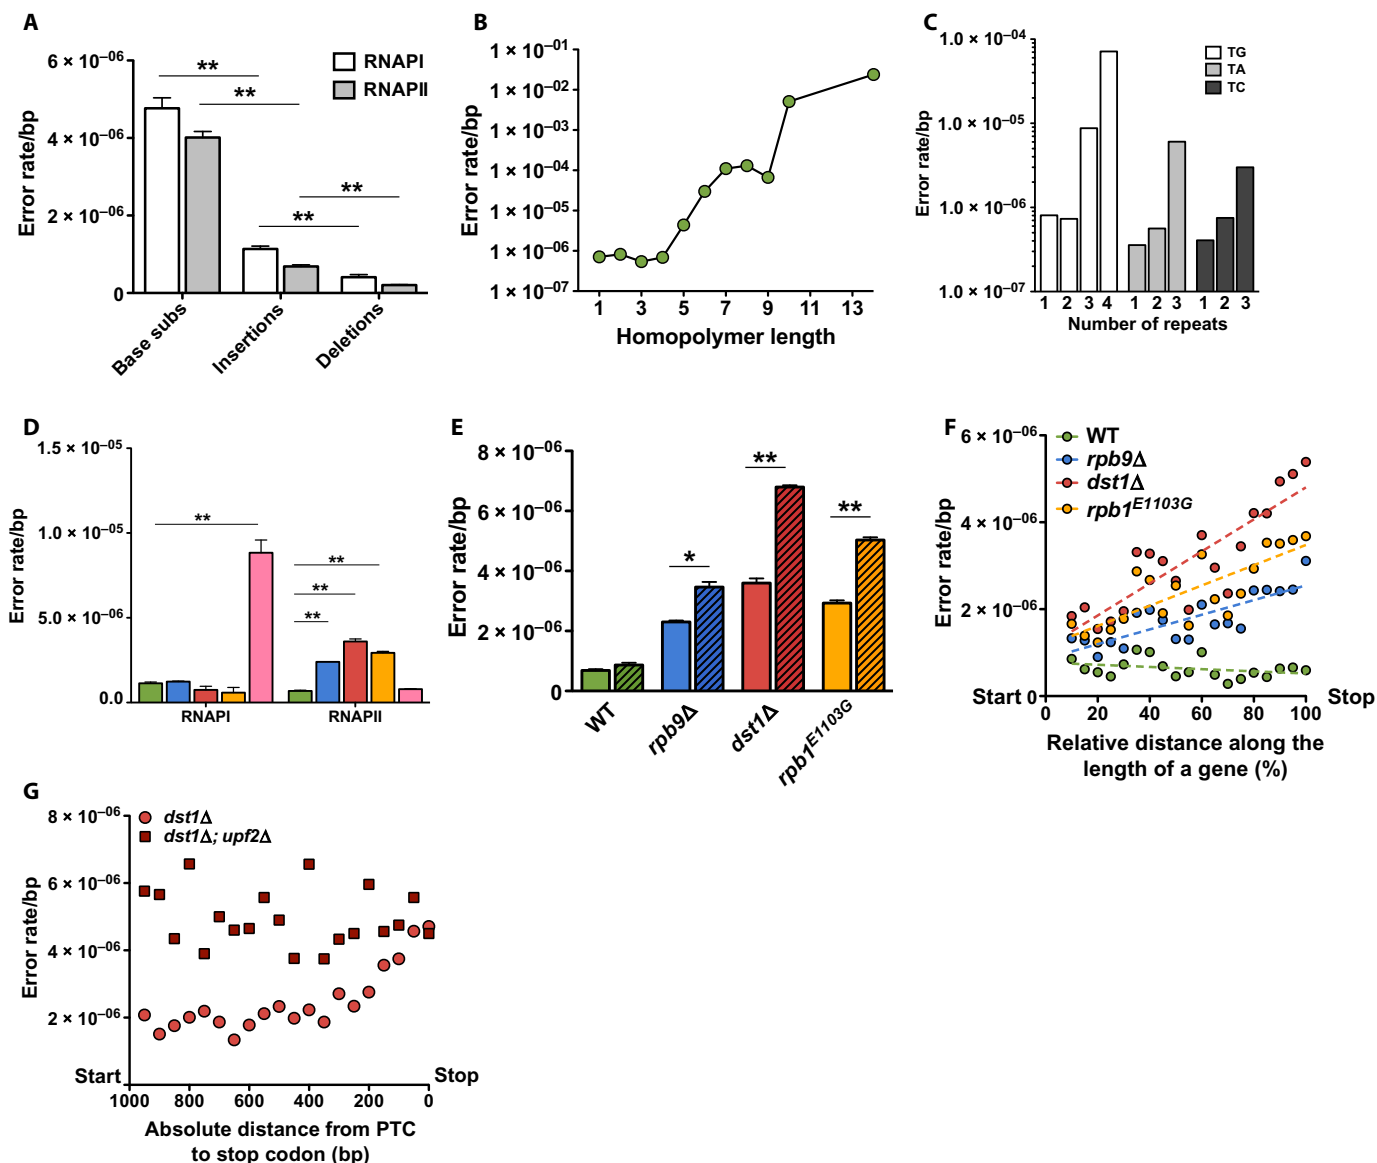 A
6 × 10⁻⁰⁶
4 × 10⁻⁰⁶
2 × 10⁻⁰⁶
0
Error rate/bp
**
**
**
**
RNAPI
RNAPII
Base subs
Insertions
Deletions
B
1 × 10⁻⁰¹
1 × 10⁻⁰²
1 × 10⁻⁰³
1 × 10⁻⁰⁴
1 × 10⁻⁰⁵
1 × 10⁻⁰⁶
1 × 10⁻⁰⁷
Error rate/bp
1 3 5 7 9 11 13
Homopolymer length
C
1.0 × 10⁻⁰⁴
1.0 × 10⁻⁰⁵
1.0 × 10⁻⁰⁶
1.0 × 10⁻⁰⁷
Error rate/bp
TG
TA
TC
1 2 3 4 1 2 3 1 2 3
Number of repeats
D
1.5 × 10⁻⁰⁵
1.0 × 10⁻⁰⁵
5.0 × 10⁻⁰⁶
0.0
Error rate/bp
**
**
**
**
RNAPI
RNAPII
E
8 × 10⁻⁰⁶
6 × 10⁻⁰⁶
4 × 10⁻⁰⁶
2 × 10⁻⁰⁶
0
Error rate/bp
*
**
**
WT
rpb9Δ
dst1Δ
rpb1ᴱ¹¹⁰³ᴳ
F
6 × 10⁻⁰⁶
4 × 10⁻⁰⁶
2 × 10⁻⁰⁶
Start 0
Error rate/bp
WT
rpb9Δ
dst1Δ
rpb1ᴱ¹¹⁰³ᴳ
Stop
0 20 40 60 80 100
Relative distance along the
length of a gene (%)
G
8 × 10⁻⁰⁶
6 × 10⁻⁰⁶
4 × 10⁻⁰⁶
2 × 10⁻⁰⁶
Error rate/bp
dst1Δ
dst1Δ; upf2Δ
Start
Stop
1000 800 600 400 200 0
Absolute distance from PTC
to stop codon (bp)